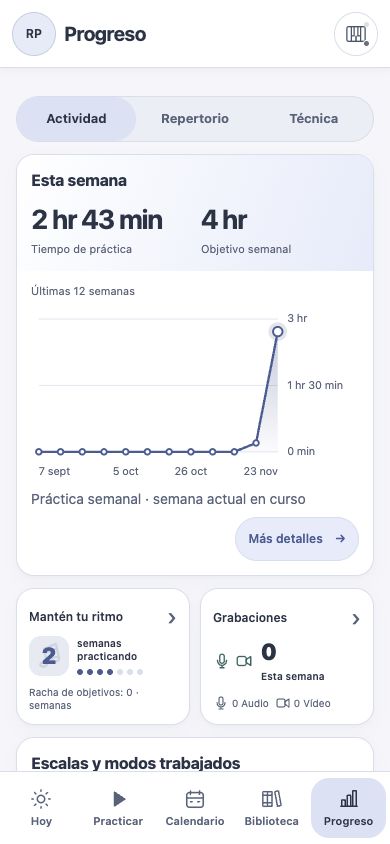 RP
Progreso
Actividad
Repertorio
Técnica
Esta semana
2 hr 43 min
4 hr
Tiempo de práctica
Objetivo semanal
Últimas 12 semanas
3 hr
1 hr 30 min
0 min
7 sept
5 oct
26 oct
23 nov
Práctica semanal · semana actual en curso
Más detalles
Mantén tu ritmo
2
semanas
practicando
Racha de objetivos: 0 ·
semanas
Grabaciones
0
Esta semana
0 Audio
0 Vídeo
Escalas y modos trabajados
Hoy
Practicar
Calendario
Biblioteca
Progreso